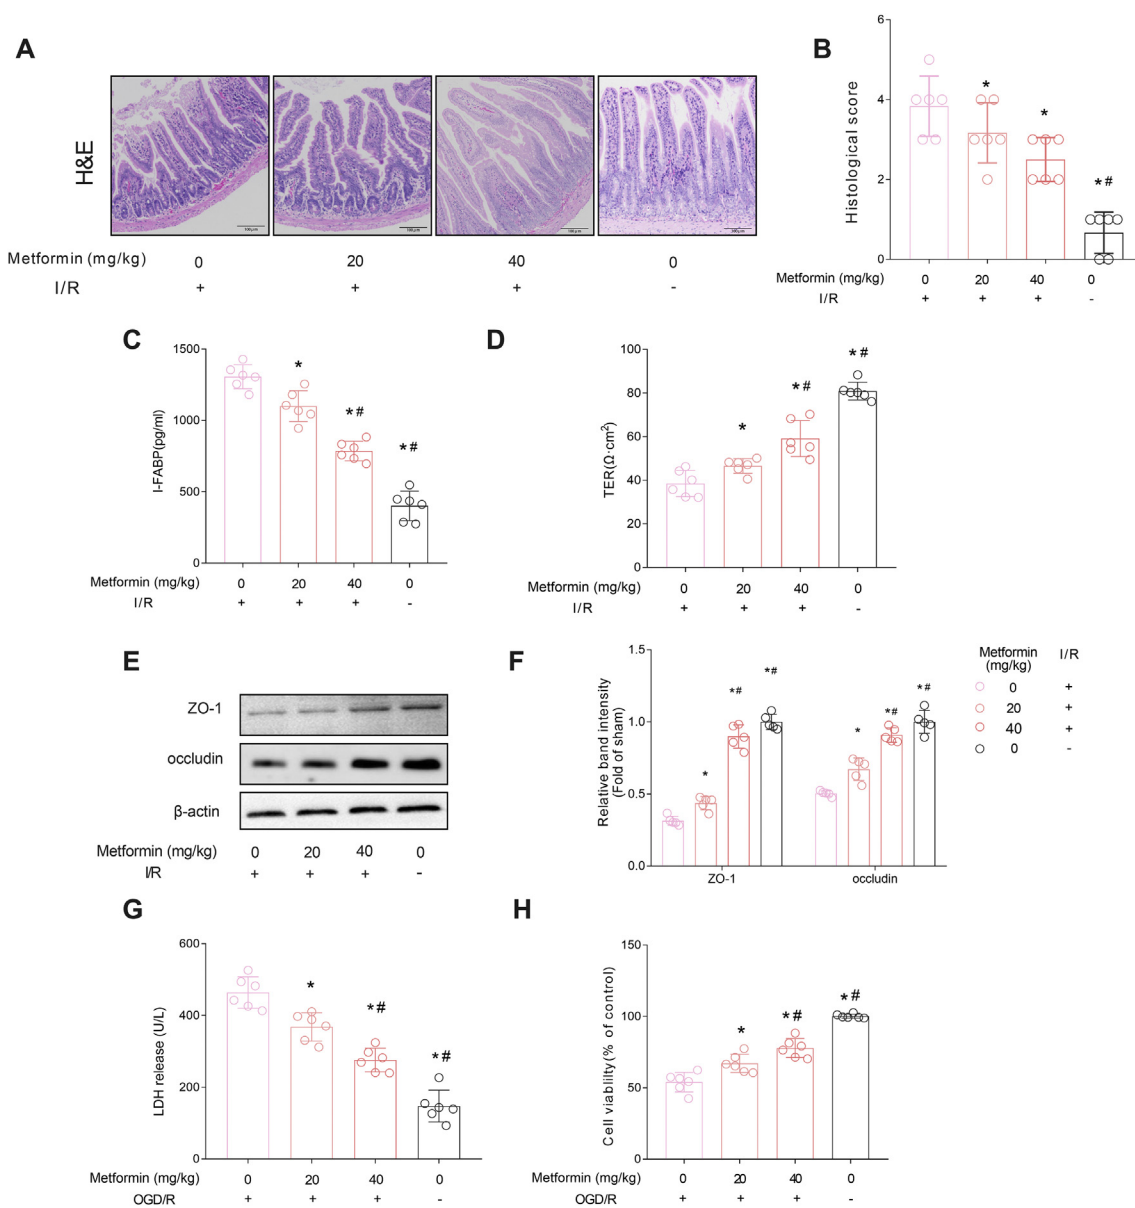 A
H&E
100μm 100μm 100μm 100μm
Metformin (mg/kg) 0 20 40 0
I/R + + + -
B
Histological score
6
4
2
0
* * *#
0 20 40 0
Metformin (mg/kg)
I/R + + + -
C
I-FABP(pg/ml)
1500
1000
500
0
* *# *#
Metformin (mg/kg) 0 20 40 0
I/R + + + -
D
TER(Ω·cm²)
100
80
60
40
20
0
* *# *#
Metformin (mg/kg) 0 20 40 0
I/R + + + -
E
ZO-1
occludin
β-actin
Metformin (mg/kg) 0 20 40 0
I/R + + + -
F
Relative band intensity
(Fold of sham)
1.5
1.0
0.5
0.0
* *# *# * *# *#
ZO-1 occludin
Metformin (mg/kg) I/R
0 +
20 +
40 +
0 -
G
LDH release (U/L)
600
400
200
0
* *# *#
Metformin (mg/kg) 0 20 40 0
OGD/R + + + -
H
Cell viablility(% of control)
150
100
50
0
* *# *#
Metformin (mg/kg) 0 20 40 0
OGD/R + + + -